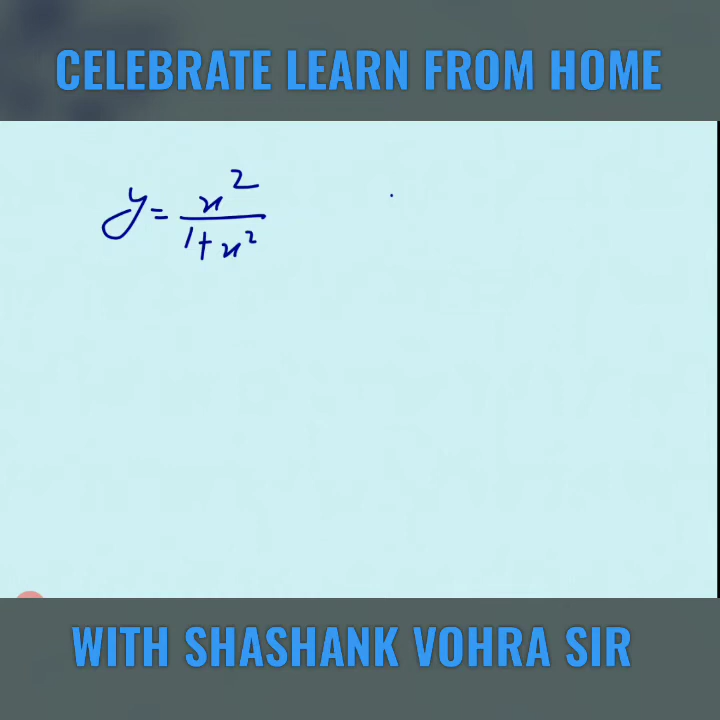 CELEBRATE LEARN FROM HOME
y = x²/(1+x²)
WITH SHASHANK VOHRA SIR